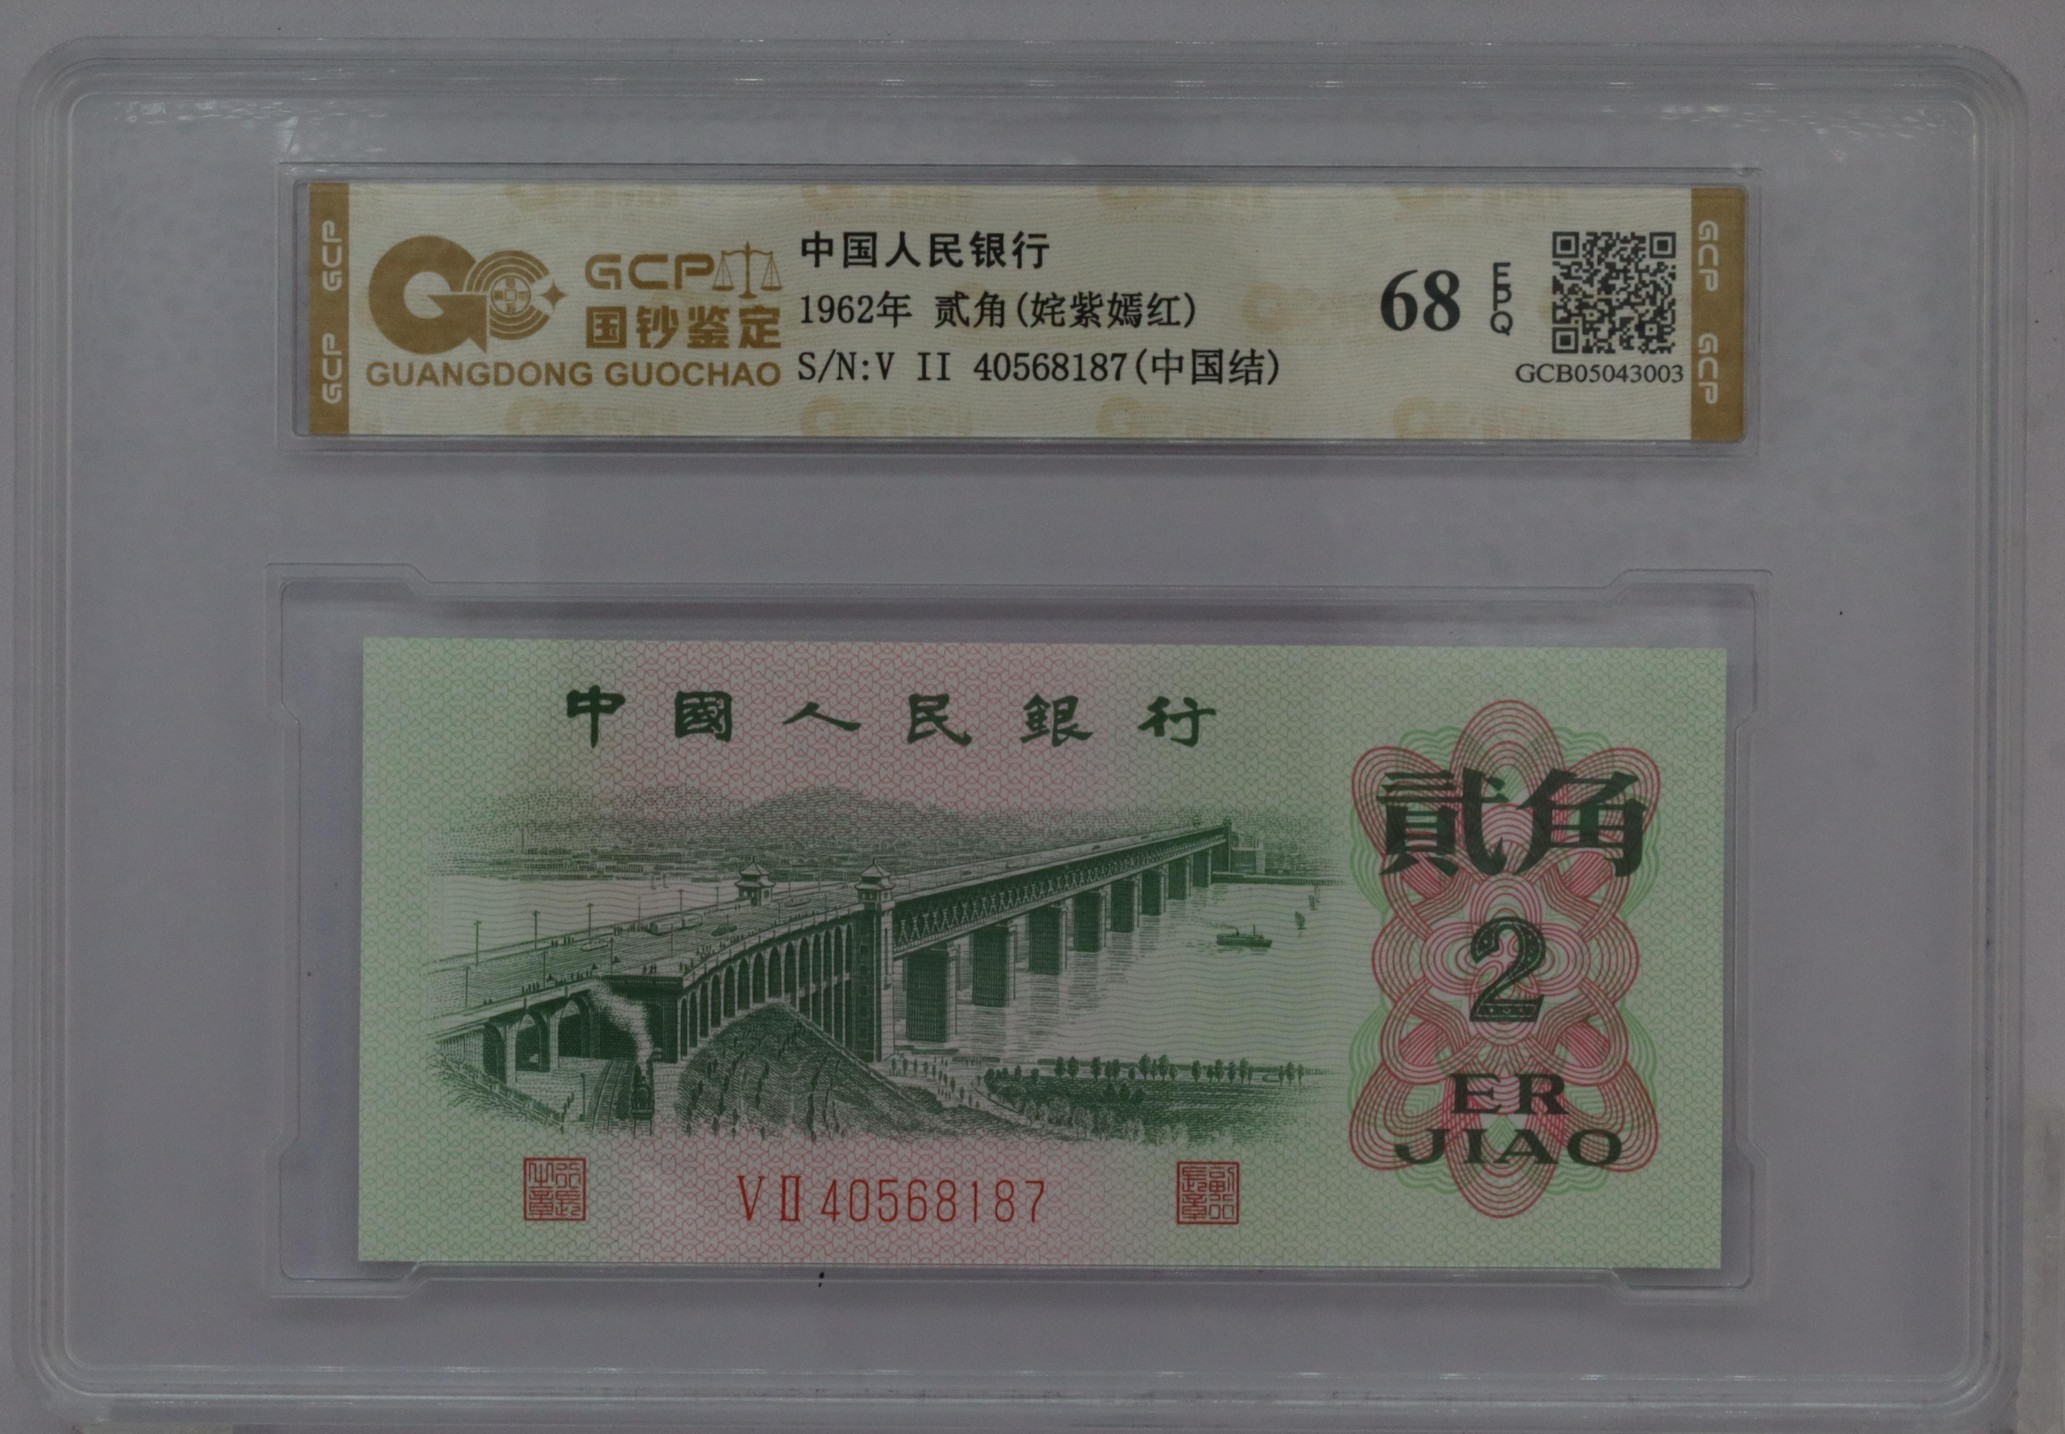 GCP GCP
GCP
国钞鉴定
GUANGDONG GUOCHAO
中国人民银行
1962年 贰角(姹紫嫣红)
S/N:V II 40568187(中国结)
68
EPQ
GCB05043003
GCP GCP
中國人民銀行
貳角
2
ER
JIAO
VⅡ40568187